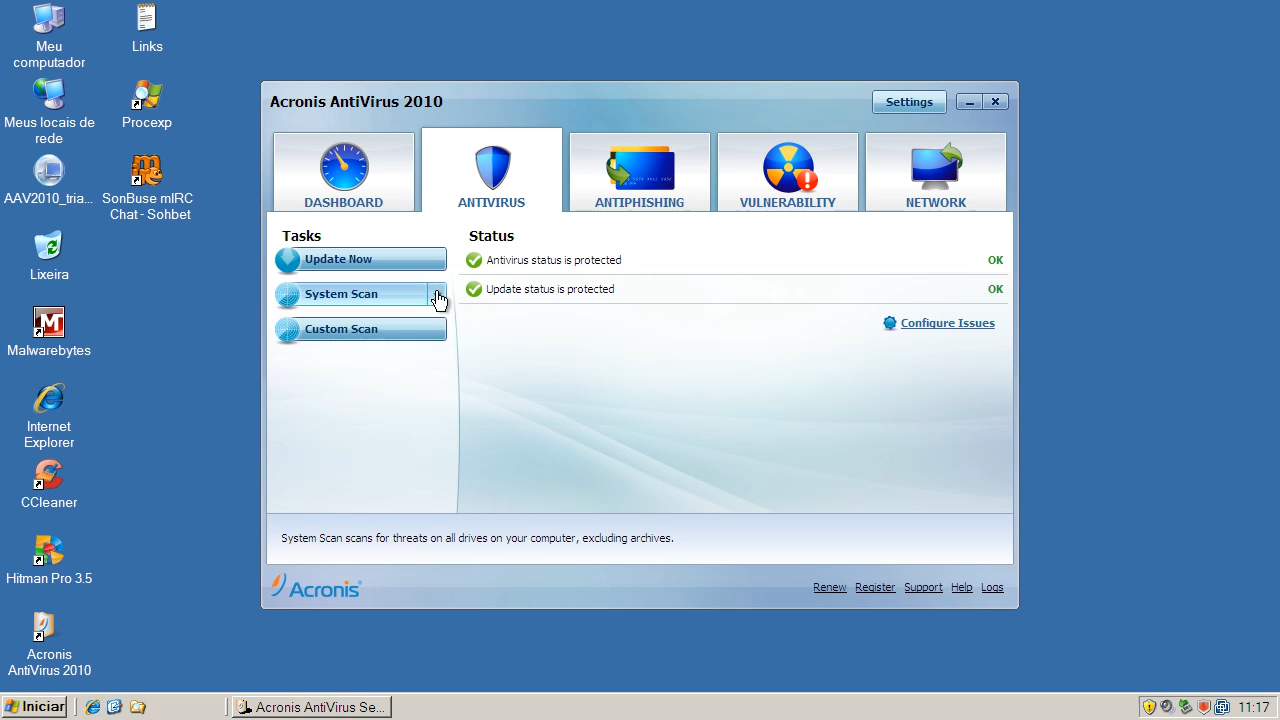 Meu
computador
Links
Meus locais de
rede
Procexp
AAV2010_tria...
SonBuse mIRC
Chat - Sohbet
Lixeira
Malwarebytes
Internet
Explorer
CCleaner
Hitman Pro 3.5
Acronis
AntiVirus 2010
Acronis AntiVirus 2010
Settings
DASHBOARD
ANTIVIRUS
ANTIPHISHING
VULNERABILITY
NETWORK
Tasks
Update Now
System Scan
Custom Scan
Status
Antivirus status is protected
OK
Update status is protected
OK
Configure Issues
System Scan scans for threats on all drives on your computer, excluding archives.
Acronis
Renew
Register
Support
Help
Logs
Iniciar
Acronis AntiVirus Se...
11:17